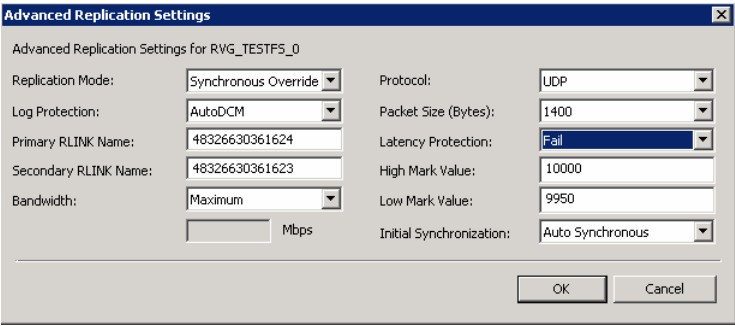 Advanced Replication Settings
Advanced Replication Settings for RVG_TESTFS_0
Replication Mode: Synchronous Override Protocol: UDP
Log Protection: AutoDCM Packet Size (Bytes): 1400
Primary RLINK Name: 48326630361624 Latency Protection: Fail
Secondary RLINK Name: 48326630361623 High Mark Value: 10000
Bandwidth: Maximum Low Mark Value: 9950
Mbps Initial Synchronization: Auto Synchronous
OK Cancel